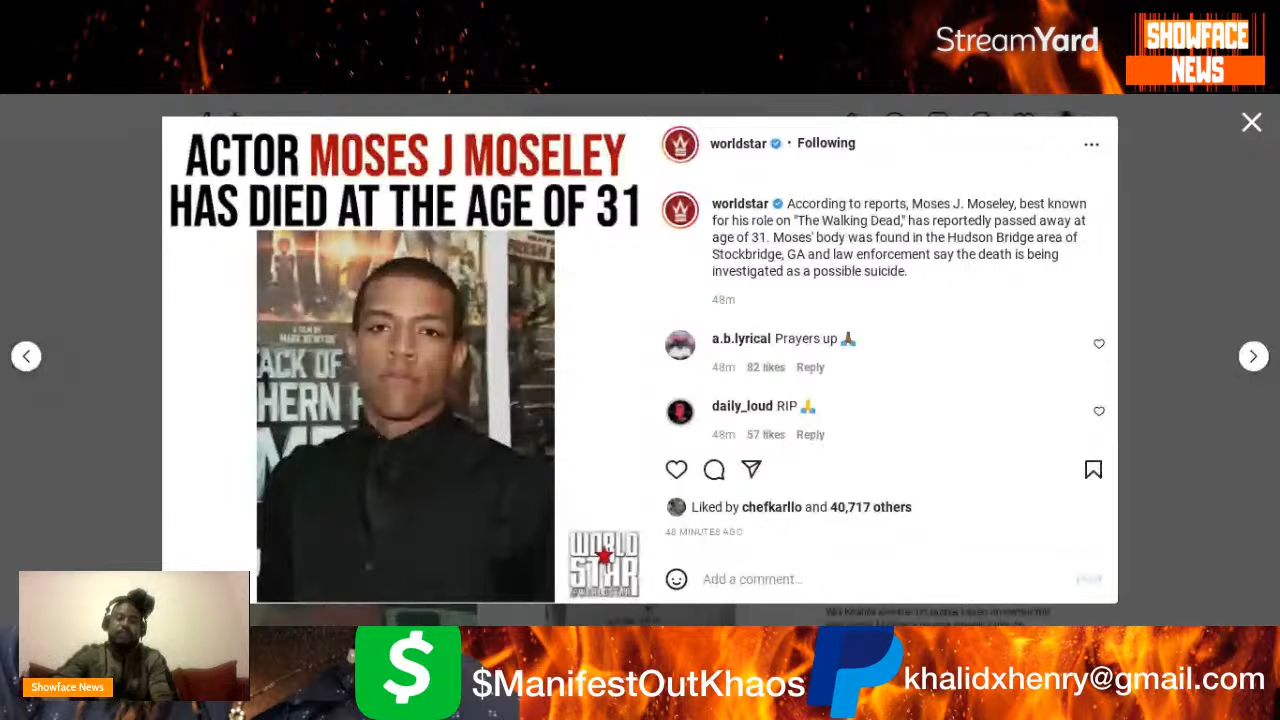 StreamYard
SHOWFACE
NEWS
ACTOR MOSES J MOSELEY
HAS DIED AT THE AGE OF 31
A FILM BY
ACK OF
HERN
WORLD
STAR
worldstar • Following
worldstar According to reports, Moses J. Moseley, best known
for his role on "The Walking Dead," has reportedly passed away at
age of 31. Moses' body was found in the Hudson Bridge area of
Stockbridge, GA and law enforcement say the death is being
investigated as a possible suicide.
48m
a.b.lyrical Prayers up 🙏🏾
48m 82 likes Reply
daily_loud RIP 🙏
48m 57 likes Reply
Liked by chefkarllo and 40,717 others
48 MINUTES AGO
Add a comment...
Showface News
$ManifestOutKhaos
khalidxhenry@gmail.com